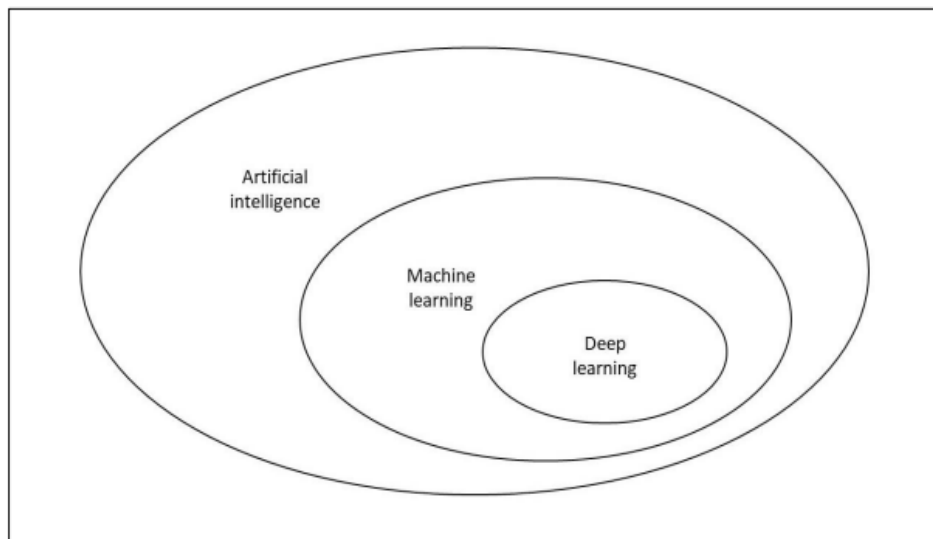 Artificial
intelligence
Machine
learning
Deep
learning